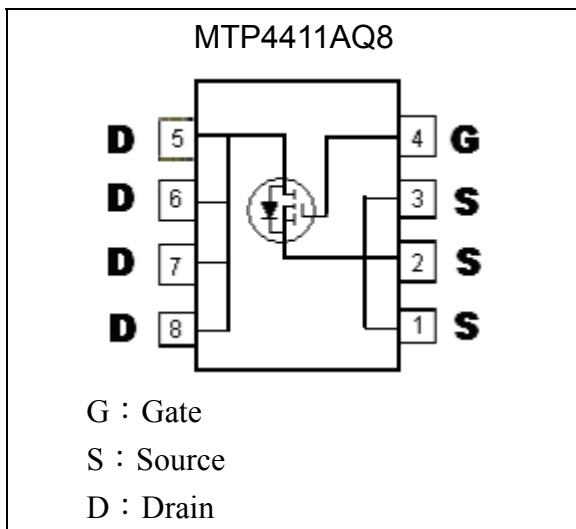 MTP4411AQ8
D 5 4 G
D 6 3 S
D 7 2 S
D 8 1 S
G：Gate
S：Source
D：Drain